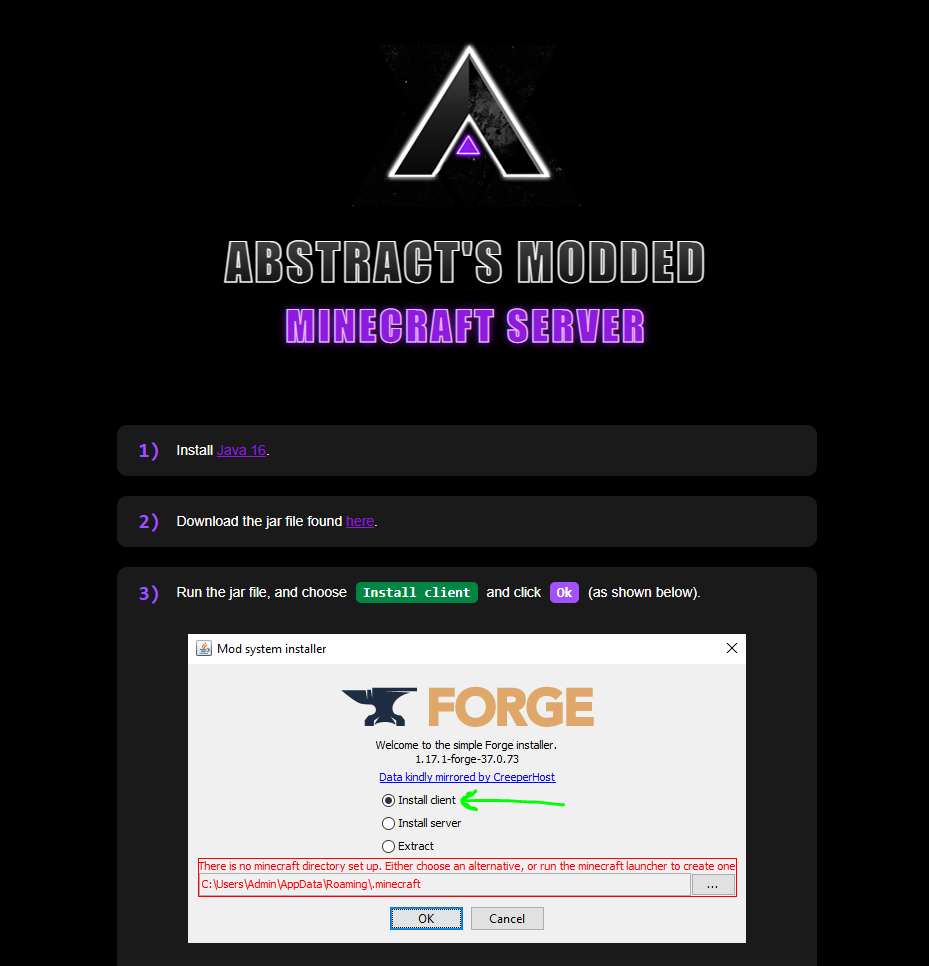 ABSTRACT'S MODDED
MINECRAFT SERVER
1) Install Java 16.
2) Download the jar file found here.
3) Run the jar file, and choose Install client and click Ok (as shown below).
Mod system installer
FORGE
Welcome to the simple Forge installer.
1.17.1-forge-37.0.73
Data kindly mirrored by CreeperHost
Install client
Install server
Extract
There is no minecraft directory set up. Either choose an alternative, or run the minecraft launcher to create one
C:\Users\Admin\AppData\Roaming\.minecraft
...
OK Cancel